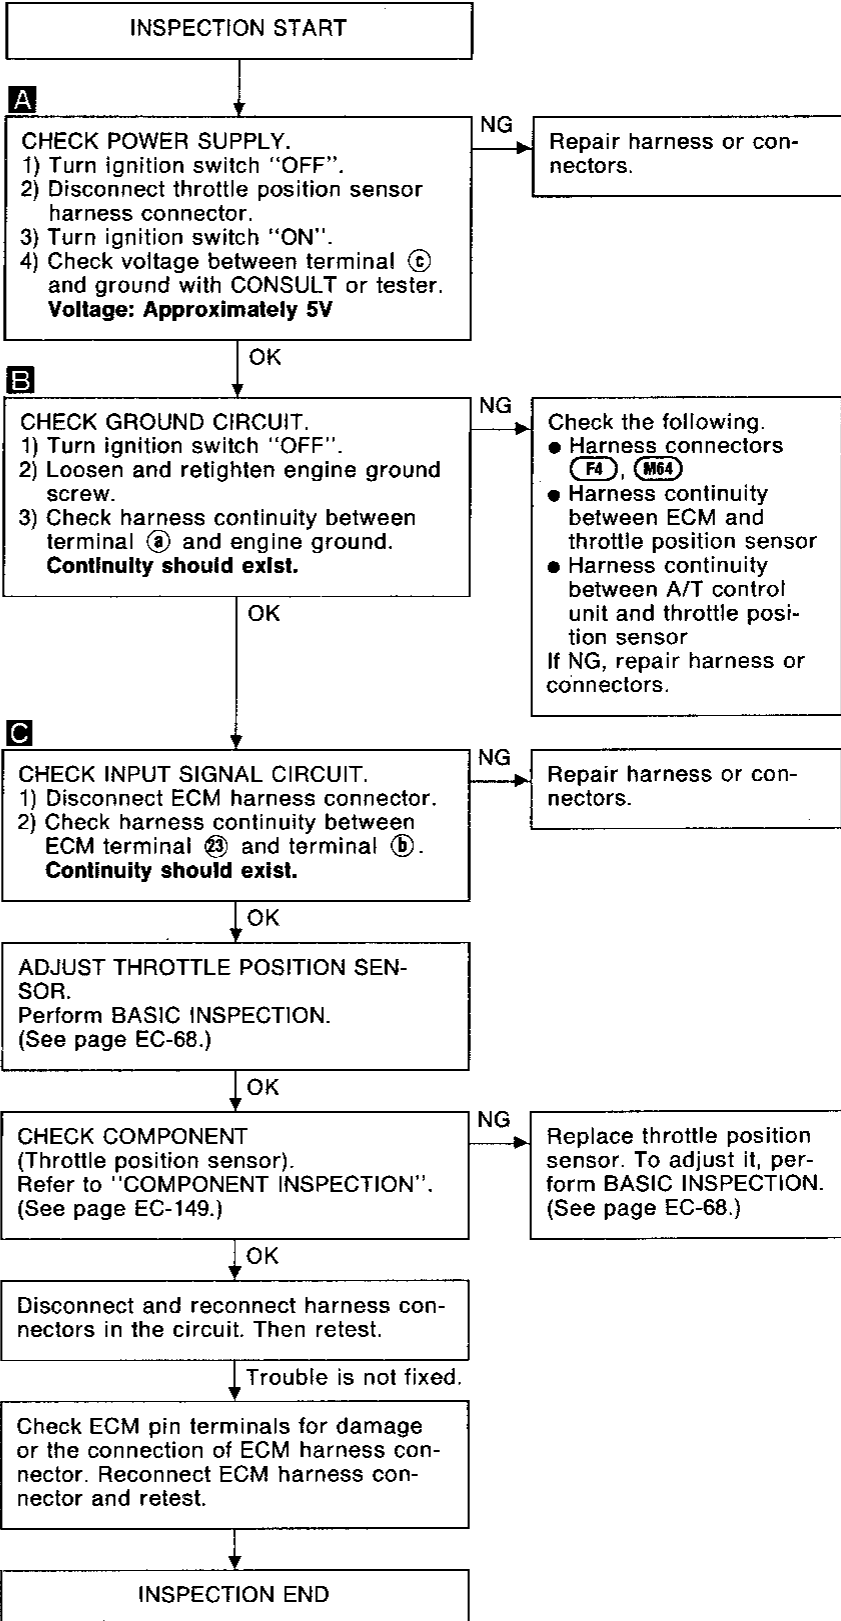 INSPECTION START
A
CHECK POWER SUPPLY.
1) Turn ignition switch "OFF".
2) Disconnect throttle position sensor
harness connector.
3) Turn ignition switch "ON".
4) Check voltage between terminal ⓒ
and ground with CONSULT or tester.
Voltage: Approximately 5V
NG
Repair harness or con-
nectors.
OK
B
CHECK GROUND CIRCUIT.
1) Turn ignition switch "OFF".
2) Loosen and retighten engine ground
screw.
3) Check harness continuity between
terminal ⓐ and engine ground.
Continuity should exist.
NG
Check the following.
● Harness connectors
F4, M64
● Harness continuity
between ECM and
throttle position sensor
● Harness continuity
between A/T control
unit and throttle posi-
tion sensor
If NG, repair harness or
connectors.
OK
C
CHECK INPUT SIGNAL CIRCUIT.
1) Disconnect ECM harness connector.
2) Check harness continuity between
ECM terminal ㉓ and terminal ⓑ.
Continuity should exist.
NG
Repair harness or con-
nectors.
OK
ADJUST THROTTLE POSITION SEN-
SOR.
Perform BASIC INSPECTION.
(See page EC-68.)
OK
CHECK COMPONENT
(Throttle position sensor).
Refer to "COMPONENT INSPECTION".
(See page EC-149.)
NG
Replace throttle position
sensor. To adjust it, per-
form BASIC INSPECTION.
(See page EC-68.)
OK
Disconnect and reconnect harness con-
nectors in the circuit. Then retest.
Trouble is not fixed.
Check ECM pin terminals for damage
or the connection of ECM harness con-
nector. Reconnect ECM harness con-
nector and retest.
INSPECTION END